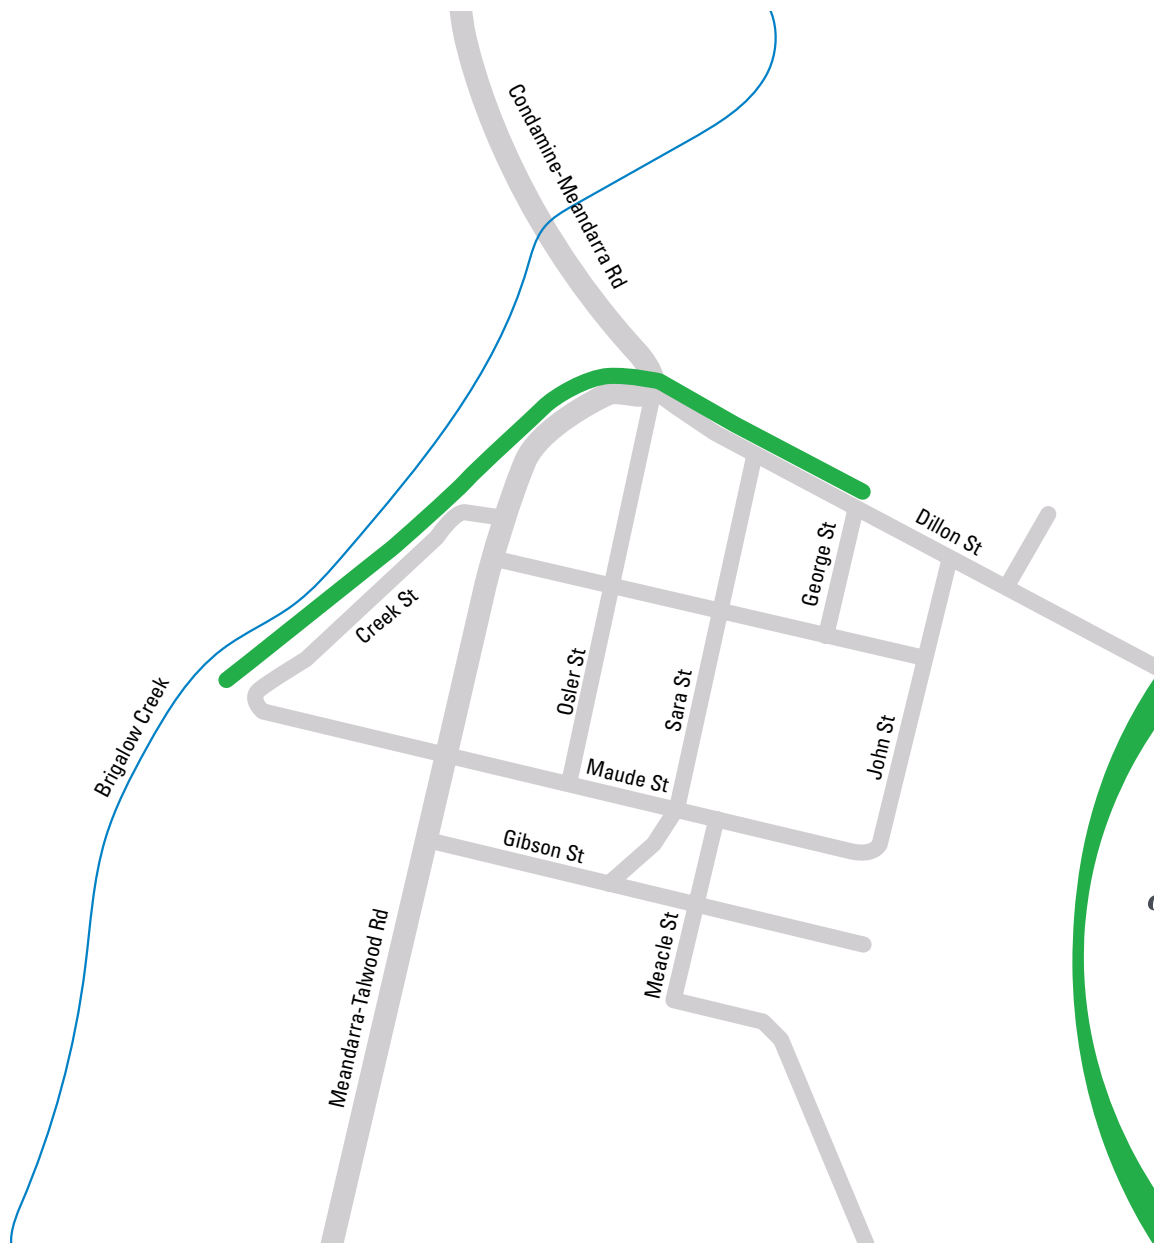 Condamine-Meandarra Rd
Dillon St
George St
Creek St
Osler St
Sara St
Brigalow Creek
John St
Maude St
Gibson St
Meacle St
Meandarra-Talwood Rd